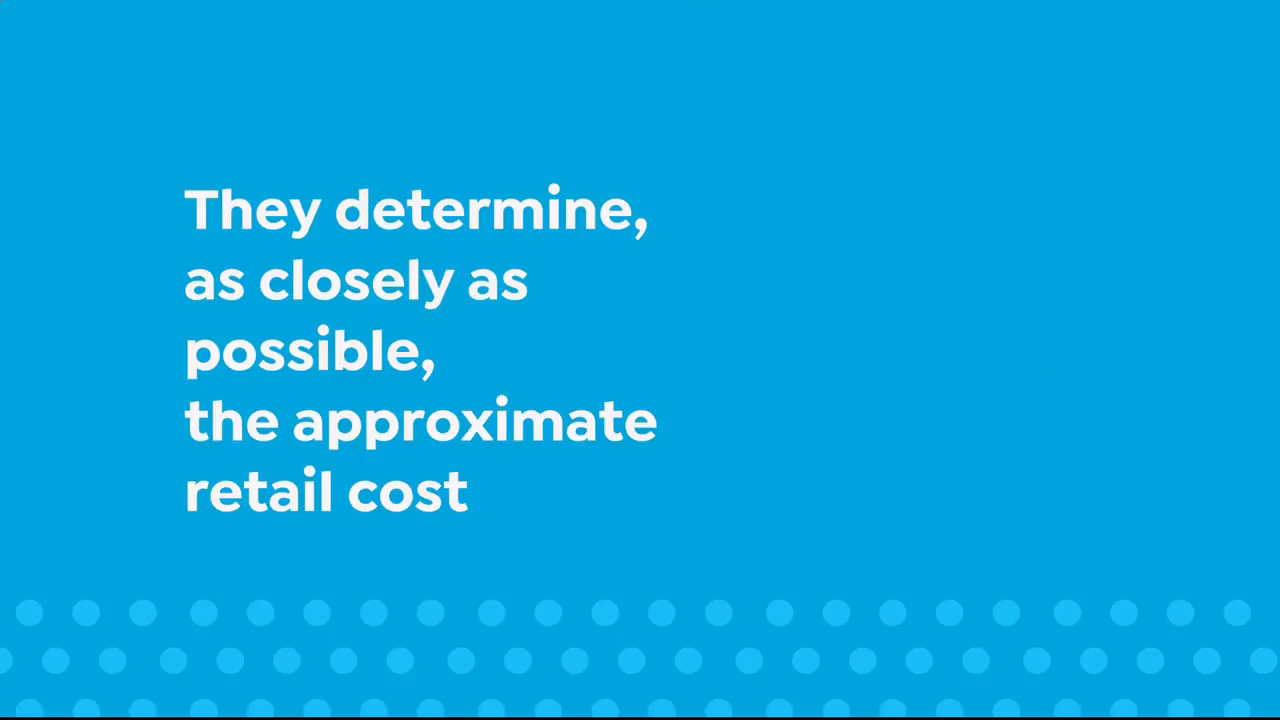 They determine,
as closely as
possible,
the approximate
retail cost